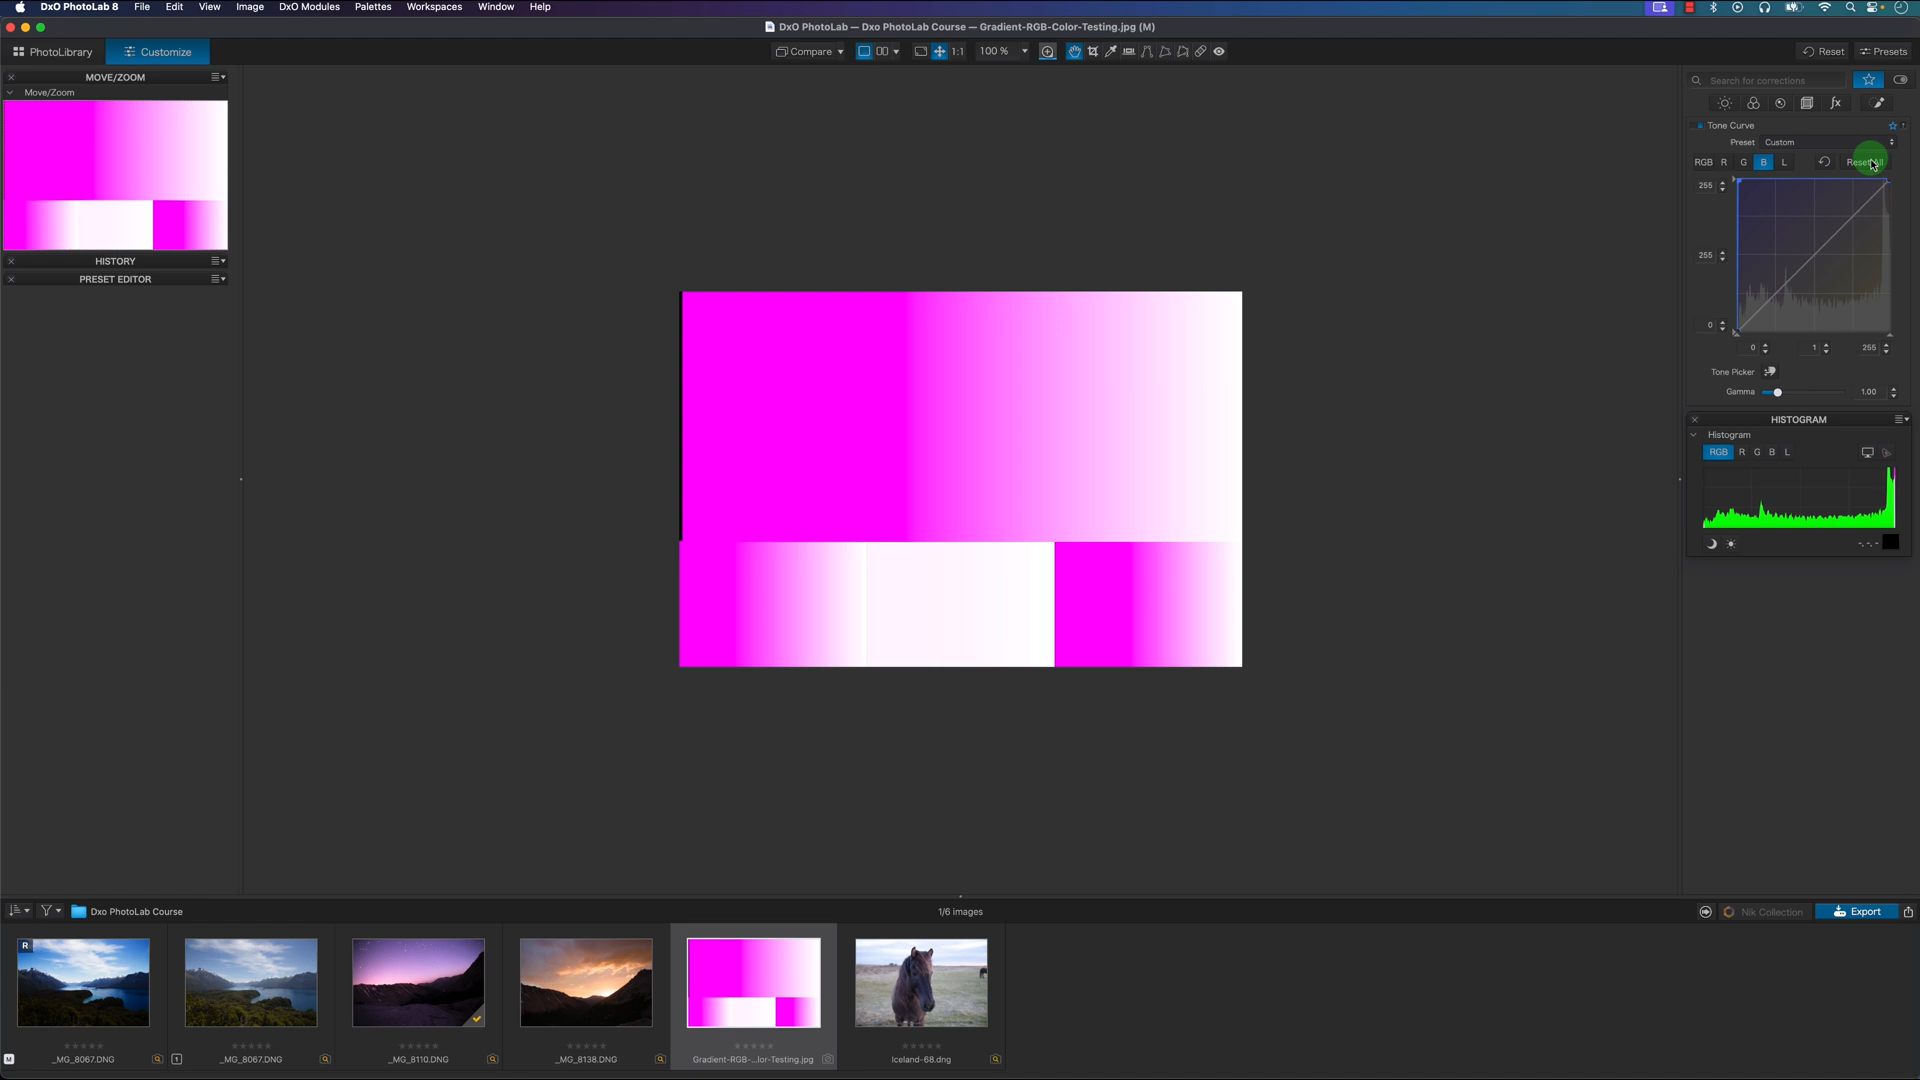 DxO PhotoLab 8 File Edit View Image DxO Modules Palettes Workspaces Window Help
DxO PhotoLab — Dxo PhotoLab Course — Gradient-RGB-Color-Testing.jpg (M)
PhotoLibrary Customize Compare 1:1 100 % Reset Presets
MOVE/ZOOM
Move/Zoom
HISTORY
PRESET EDITOR
Search for corrections
fx
Tone Curve ?
Preset Custom
RGB R G B L Reset All
255
255
0
0 1 255
Tone Picker
Gamma 1.00
HISTOGRAM
Histogram
RGB R G B L
-, -, -
Dxo PhotoLab Course 1/6 images Nik Collection Export
R
M _MG_8067.DNG
1 _MG_8067.DNG
_MG_8110.DNG
_MG_8138.DNG
Gradient-RGB-...lor-Testing.jpg
Iceland-68.dng